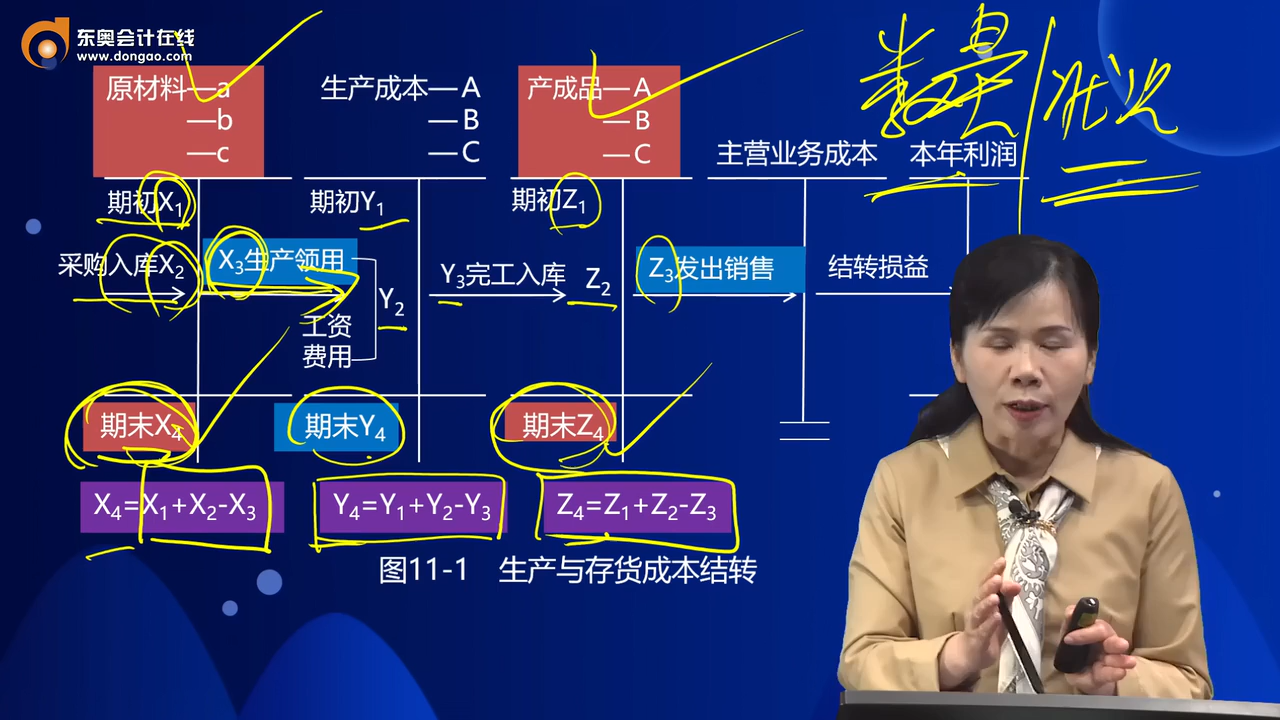 东奥会计在线
www.dongao.com
数量/状况
原材料—a
—b
—c
生产成本—A
—B
—C
产成品—A
—B
—C
主营业务成本
本年利润
期初X₁
期初Y₁
期初Z₁
采购入库X₂
X₃生产领用
工资
费用
Y₂
Y₃完工入库
Z₂
Z₃发出销售
结转损益
期末X₄
期末Y₄
期末Z₄
X₄=X₁+X₂-X₃
Y₄=Y₁+Y₂-Y₃
Z₄=Z₁+Z₂-Z₃
图11-1 生产与存货成本结转